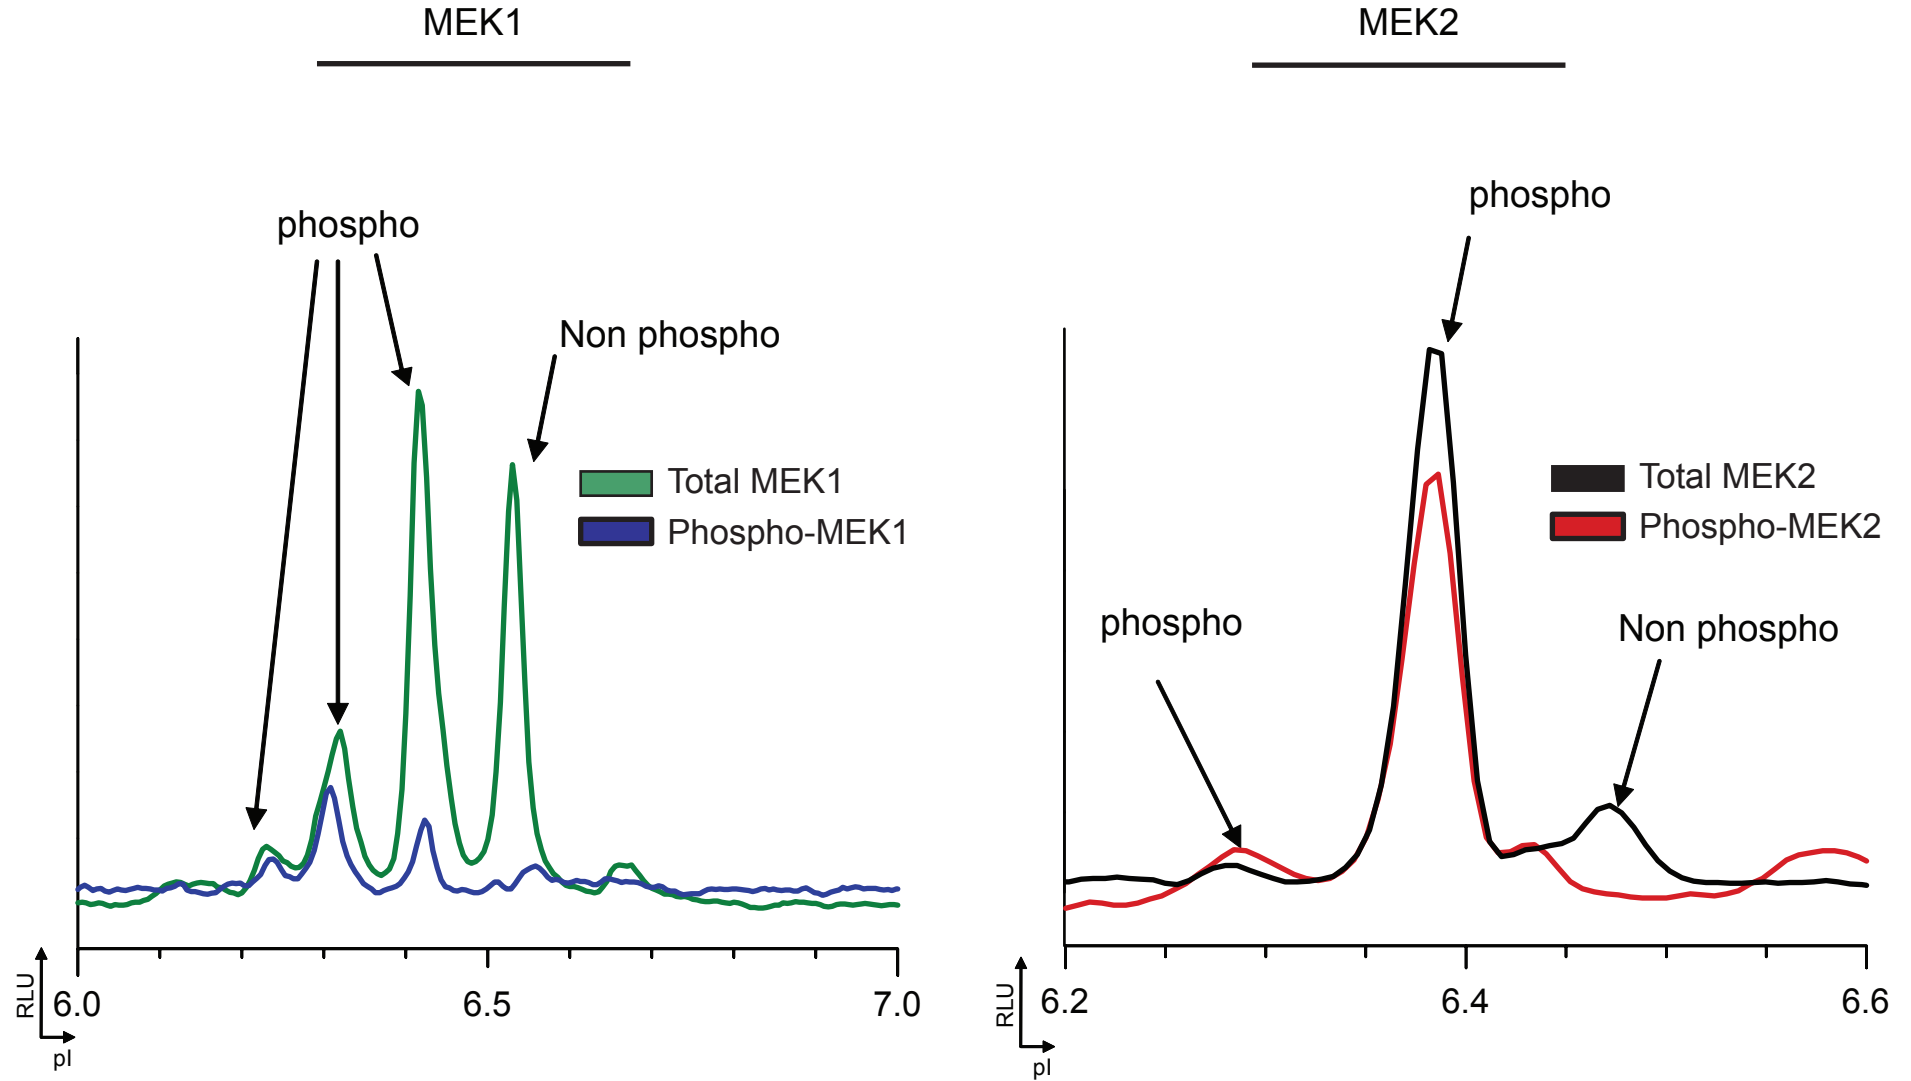 MEK1
phospho
Non phospho
Total MEK1
Phospho-MEK1
RLU
6.0
6.5
7.0
pI
MEK2
phospho
phospho
Non phospho
Total MEK2
Phospho-MEK2
RLU
6.2
6.4
6.6
pI